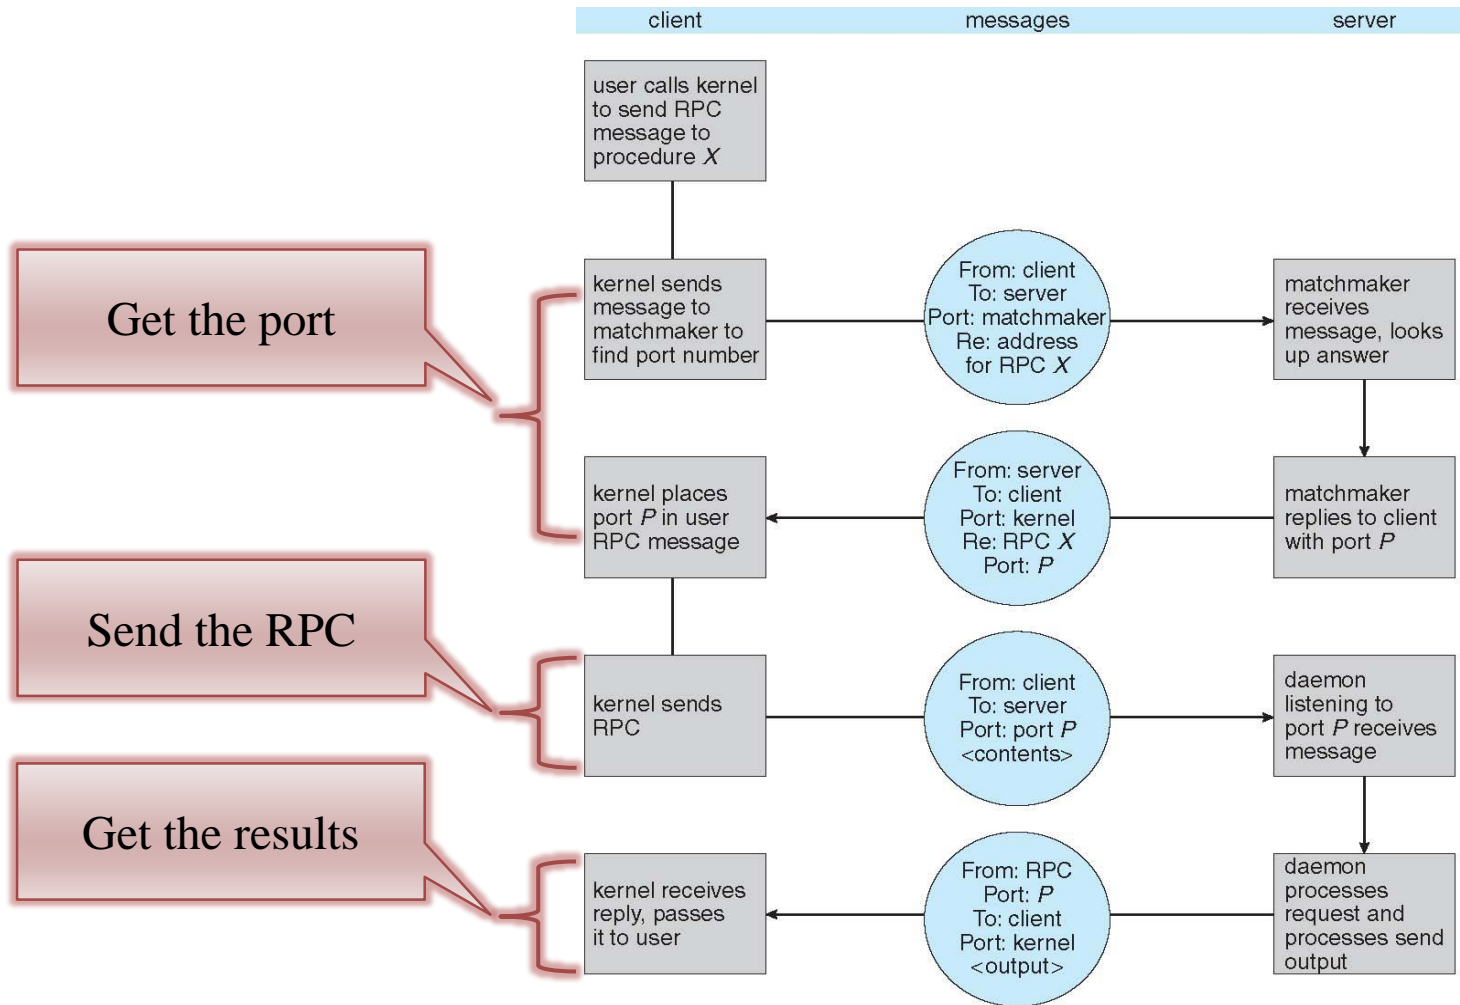 client
messages
server
user calls kernel
to send RPC
message to
procedure X
Get the port
kernel sends
message to
matchmaker to
find port number
From: client
To: server
Port: matchmaker
Re: address
for RPC X
matchmaker
receives
message, looks
up answer
kernel places
port P in user
RPC message
From: server
To: client
Port: kernel
Re: RPC X
Port: P
matchmaker
replies to client
with port P
Send the RPC
kernel sends
RPC
From: client
To: server
Port: port P
<contents>
daemon
listening to
port P receives
message
Get the results
kernel receives
reply, passes
it to user
From: RPC
Port: P
To: client
Port: kernel
<output>
daemon
processes
request and
processes send
output